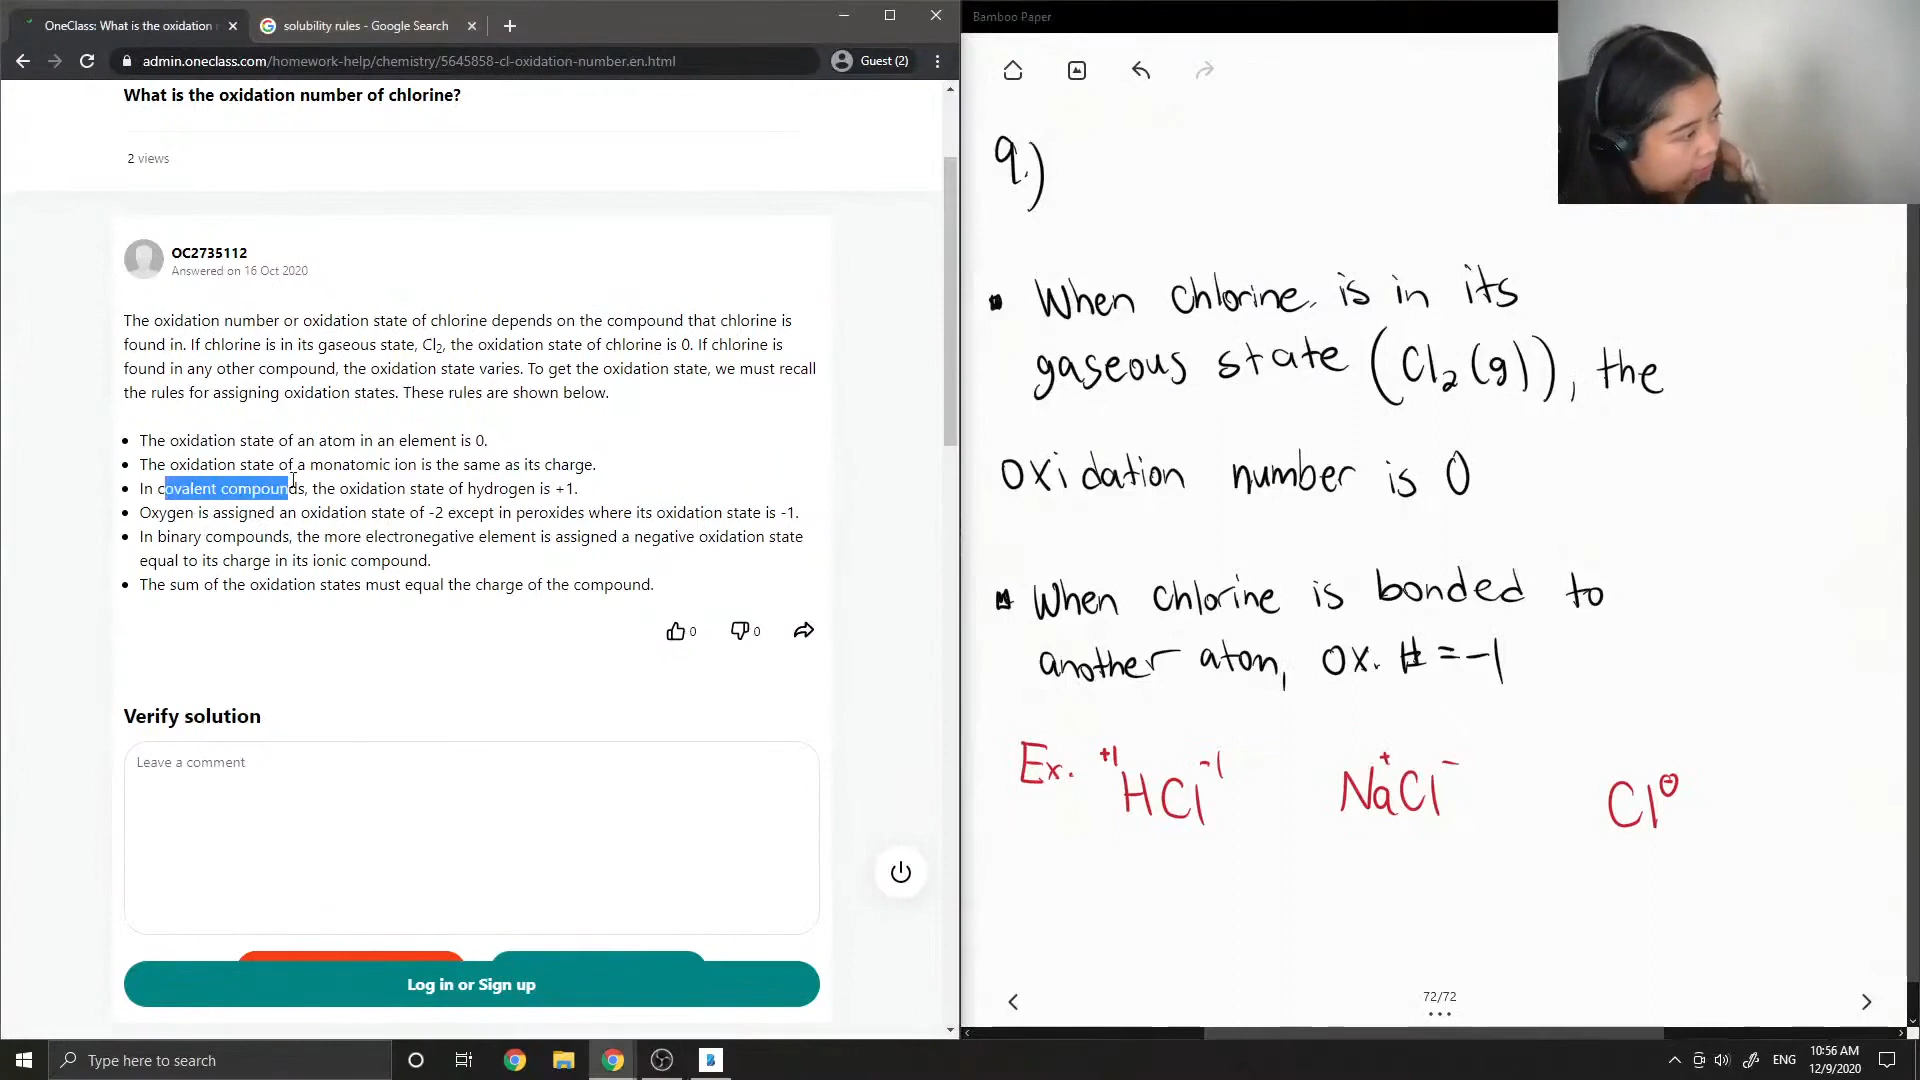 OneClass: What is the oxidation
solubility rules - Google Search
admin.oneclass.com/homework-help/chemistry/5645858-cl-oxidation-number.en.html
Guest (2)
What is the oxidation number of chlorine?
2 views
OC2735112
Answered on 16 Oct 2020
The oxidation number or oxidation state of chlorine depends on the compound that chlorine is
found in. If chlorine is in its gaseous state, Cl₂, the oxidation state of chlorine is 0. If chlorine is
found in any other compound, the oxidation state varies. To get the oxidation state, we must recall
the rules for assigning oxidation states. These rules are shown below.
• The oxidation state of an atom in an element is 0.
• The oxidation state of a monatomic ion is the same as its charge.
• In covalent compounds, the oxidation state of hydrogen is +1.
• Oxygen is assigned an oxidation state of -2 except in peroxides where its oxidation state is -1.
• In binary compounds, the more electronegative element is assigned a negative oxidation state
equal to its charge in its ionic compound.
• The sum of the oxidation states must equal the charge of the compound.
0
0
Verify solution
Leave a comment
Log in or Sign up
Bamboo Paper
9.)
• When chlorine is in its
gaseous state (Cl₂(g)), the
oxidation number is 0
• When chlorine is bonded to
another atom, ox. # = -1
Ex. ⁺¹HCl⁻¹ Na⁺Cl⁻ Cl⊖
72/72
Type here to search
ENG
10:56 AM
12/9/2020